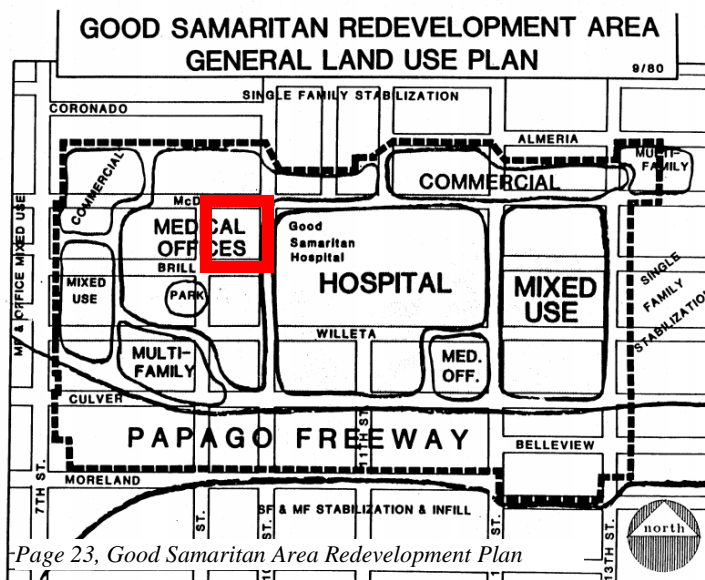 GOOD SAMARITAN REDEVELOPMENT AREA
GENERAL LAND USE PLAN
9/80
SINGLE FAMILY STABILIZATION
CORONADO
ALMERIA
COMMERCIAL
MULTI-
FAMILY
COMMERCIAL
McD
MF & OFFICE MIXED USE
MEDICAL
OFFICES
Good
Samaritan
Hospital
BRILL
MIXED
USE
PARK
HOSPITAL
MIXED
USE
SINGLE
FAMILY
STABILIZATION
WILLETA
MULTI-
FAMILY
MED.
OFF.
CULVER
PAPAGO FREEWAY
11TH ST.
BELLEVIEW
7TH ST.
MORELAND
ST.
ST.
SF & MF STABILIZATION & INFILL
13TH ST.
north
Page 23, Good Samaritan Area Redevelopment Plan